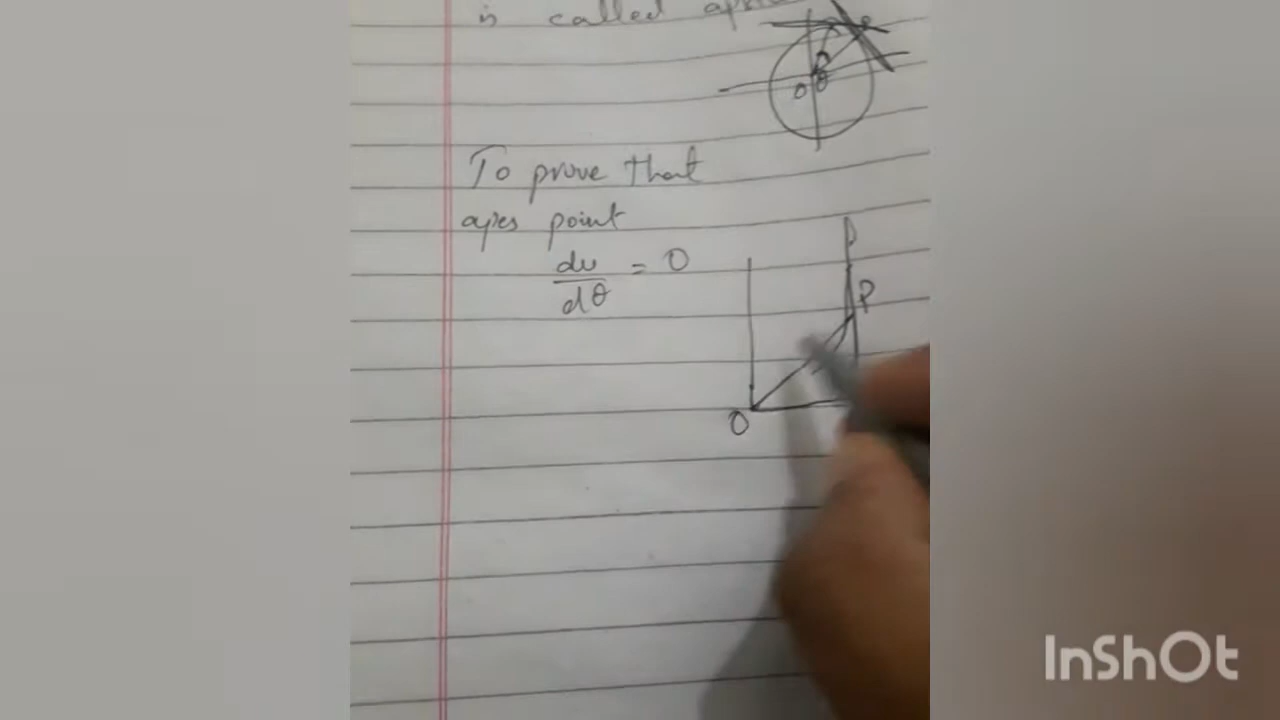 is called
O θ
To prove that
apes point
du/dθ = 0
P
O
InShOt